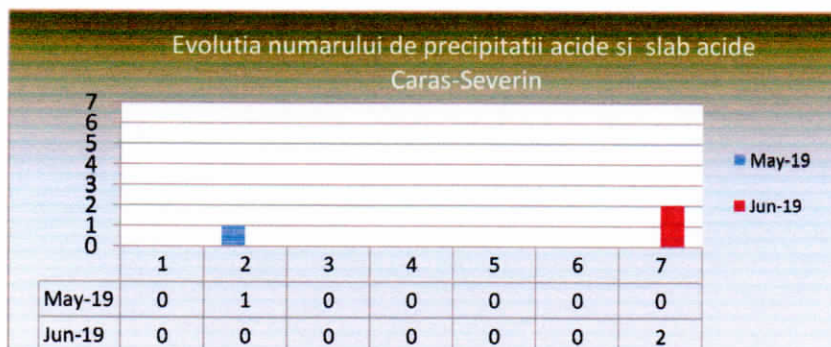 Evolutia numarului de precipitatii acide si slab acide
Caras-Severin
7
6
5
4
3
2
1
0
May-19
Jun-19
1 2 3 4 5 6 7
May-19 0 1 0 0 0 0 0
Jun-19 0 0 0 0 0 0 2